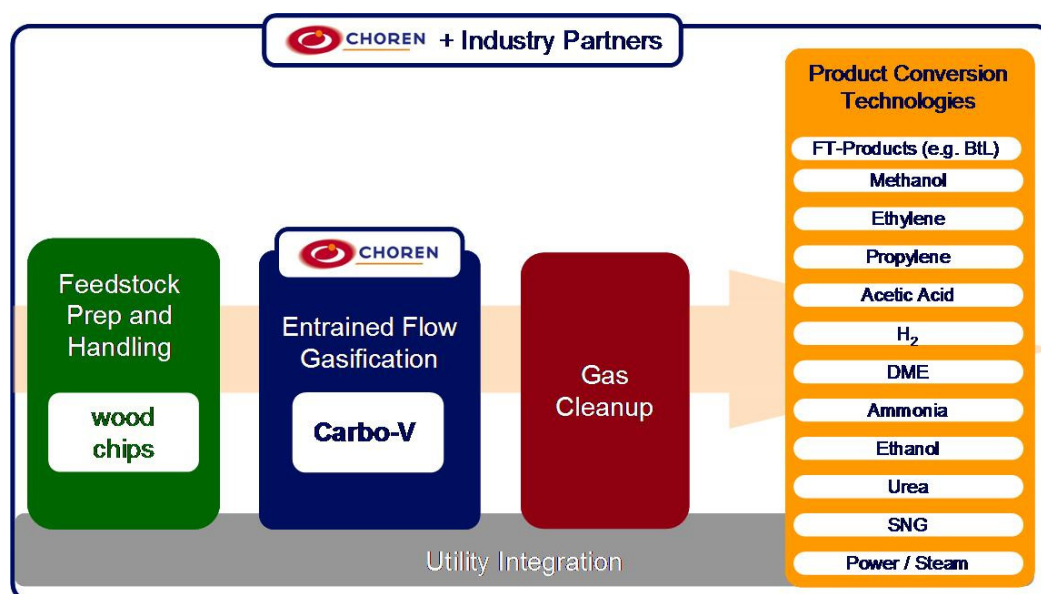 CHOREN + Industry Partners
Product Conversion
Technologies
FT-Products (e.g. BtL)
Methanol
Ethylene
Propylene
Acetic Acid
H₂
DME
Ammonia
Ethanol
Urea
SNG
Power / Steam
Feedstock
Prep and
Handling
wood
chips
CHOREN
Entrained Flow
Gasification
Carbo-V
Gas
Cleanup
Utility Integration